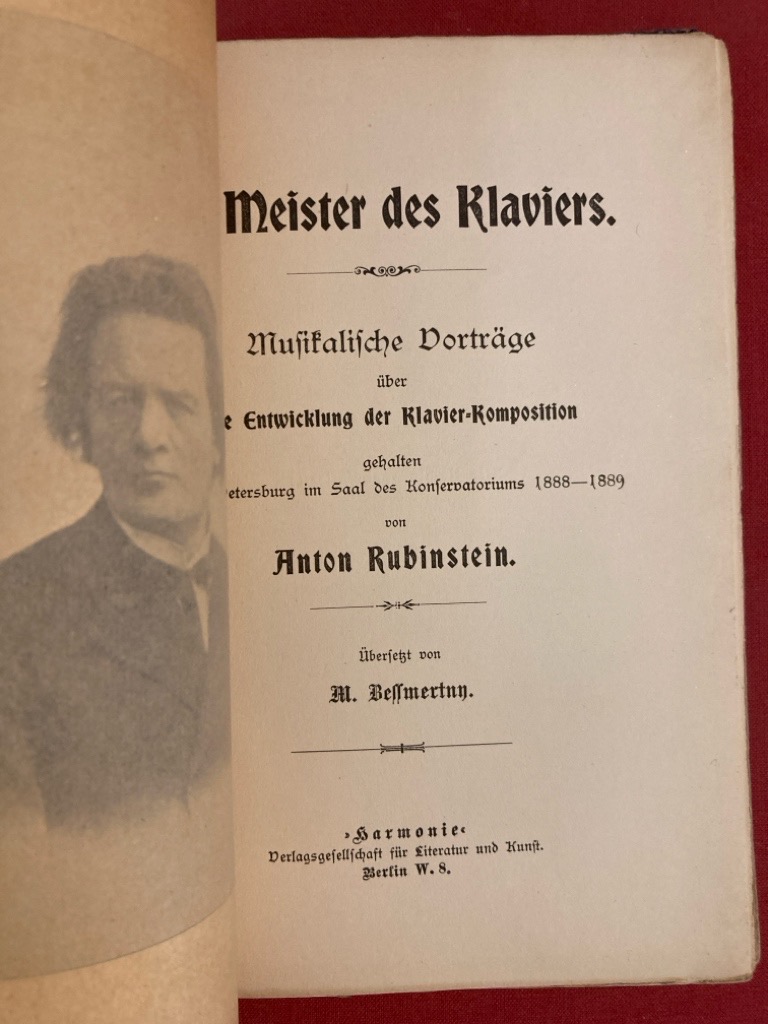 Meister des Klaviers.
Musikalische Vorträge
über
e Entwicklung der Klavier-Komposition
gehalten
etersburg im Saal des Konservatoriums 1888—1889
von
Anton Rubinstein.
Übersetzt von
M. Bessmertny.
»Harmonie«
Verlagsgesellschaft für Literatur und Kunst.
Berlin W. 8.